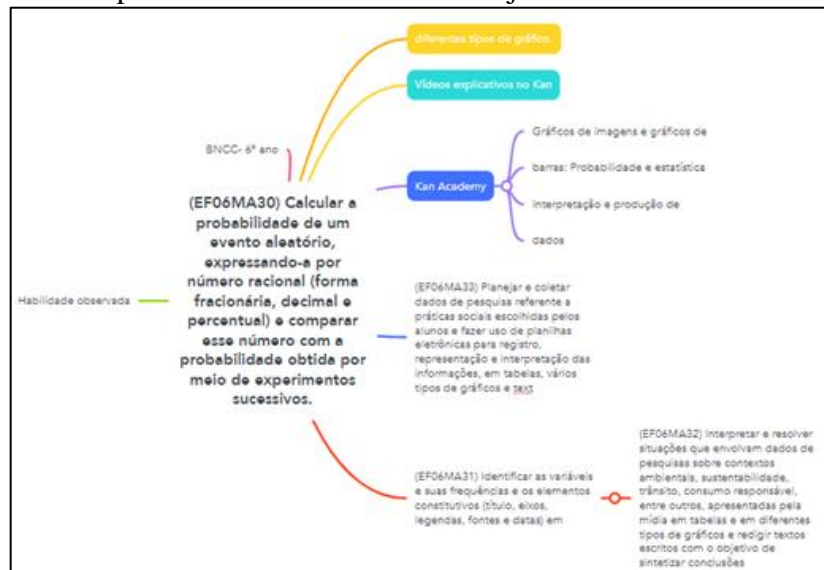 diferentes tipos de gráfico.
Vídeos explicativos no Kan
BNCC- 6º ano
Kan Academy
Gráficos de imagens e gráficos de
barras: Probabilidade e estatística
interpretação e produção de
dados
(EF06MA30) Calcular a
probabilidade de um
evento aleatório,
expressando-a por
número racional (forma
fracionária, decimal e
percentual) e comparar
esse número com a
probabilidade obtida por
meio de experimentos
sucessivos.
Habilidade observada
(EF06MA33) Planejar e coletar
dados de pesquisa referente a
práticas sociais escolhidas pelos
alunos e fazer uso de planilhas
eletrônicas para registro,
representação e interpretação das
informações, em tabelas, vários
tipos de gráficos e text
(EF06MA31) Identificar as variáveis
e suas frequências e os elementos
constitutivos (título, eixos,
legendas, fontes e datas) em
(EF06MA32) Interpretar e resolver
situações que envolvam dados de
pesquisas sobre contextos
ambientais, sustentabilidade,
trânsito, consumo responsável,
entre outros, apresentadas pela
mídia em tabelas e em diferentes
tipos de gráficos e redigir textos
escritos com o objetivo de
sintetizar conclusões